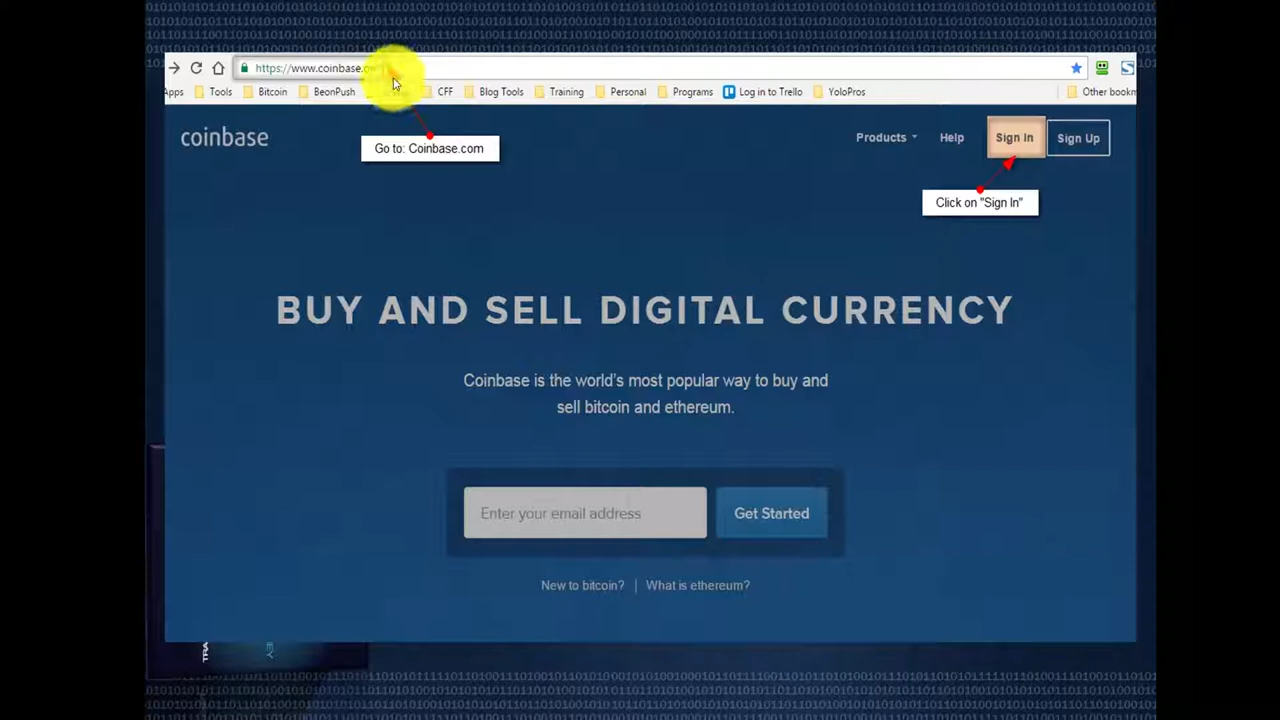 https://www.coinbase.
Apps Tools Bitcoin BeonPush CFF Blog Tools Training Personal Programs Log in to Trello YoloPros Other bookm
Go to: Coinbase.com
coinbase Products Help Sign In Sign Up
Click on "Sign In"
BUY AND SELL DIGITAL CURRENCY
Coinbase is the world's most popular way to buy and
sell bitcoin and ethereum.
Enter your email address Get Started
New to bitcoin? | What is ethereum?
TRA
EY